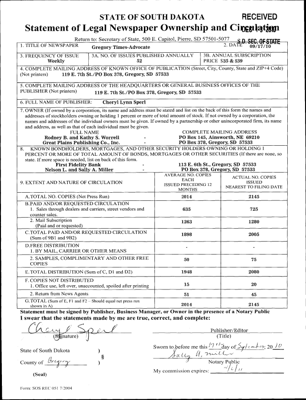 STATE OF SOUTH DAKOTA
RECEIVED
Statement of Legal Newspaper Ownership and Circulation
Return to Secretary of State, 500 E. Capitol, Pierre, SD 57501-5077
S.D. SEC. OF STATE
1. TITLE OF NEWSPAPER
Gregory Times-Advocate
2. DATE
09/17/10
3. FREQUENCY OF ISSUE
Weekly
3A. NO. OF ISSUES PUBLISHED ANNUALLY
52
3B. ANNUAL SUBSCRIPTION
PRICE $35 & $38
4. COMPLETE MAILING ADDRESS OF KNOWN OFFICE OF PUBLICATION (Street, City, County, State and ZIP+4 Code)
(Not printers) 119 E. 7th St./PO Box 378, Gregory, SD 57533
5. COMPLETE MAILING ADDRESS OF THE HEADQUARTERS OF GENERAL BUSINESS OFFICES OF THE
PUBLISHER (Not printers) 119 E. 7th St./PO Box 378, Gregory, SD 57533
6. FULL NAME OF PUBLISHER: Cheryl Lynn Sperl
7. OWNER (If owned by a corporation, its name and address must be stated and list on the back of this form the names and
addresses of stockholders owning or holding 1 percent or more of total amount of stock. If not owned by a corporation, the
names and addresses of the individual owners must be given. If owned by a partnership or other unincorporated firm, its name
and address, as well as that of each individual must be given.
FULL NAME
COMPLETE MAILING ADDRESS
Rodney B. and Kathy S. Worrell
PO Box 145, Ainsworth, NE 69210
Great Plains Publishing Co., Inc.
PO Box 378, Gregory, SD 57533
8. KNOWN BONDHOLDERS, MORTGAGES, AND OTHER SECURITY HOLDERS OWNING OR HOLDING 1
PERCENT OR MORE OF TOTAL AMOUNT OF BONDS, MORTGAGES OR OTHER SECURITIES (if there are none, so
state. If more space is needed, list on back of this form.
First Fidelity Bank
113 E. 6th St., Gregory, SD 57533
Nelson L. and Sally A. Miller
PO Box 378, Gregory, SD 57533
9. EXTENT AND NATURE OF CIRCULATION
AVERAGE NO. COPIES
EACH
ISSUED PRECEDING 12
MONTHS
ACTUAL NO. COPIES
ISSUED
NEAREST TO FILING DATE
A. TOTAL NO. COPIES (Net Press Run) 2014 2145
B. PAID AND/OR REQUESTED CIRCULATION
1. Sales through dealers and carriers, street vendors and
counter sales. 635 725
2. Mail Subscription
(Paid and or requested) 1263 1280
C. TOTAL PAID AND/OR REQUESTED CIRCULATION
(Sum of 9B1 and 9B2) 1898 2005
D. FREE DISTRIBUTION
1. BY MAIL, CARRIER OR OTHER MEANS
2. SAMPLES, COMPLIMENTARY AND OTHER FREE
COPIES 50 75
E. TOTAL DISTRIBUTION (Sum of C, D1 and D2) 1948 2080
F. COPIES NOT DISTRIBUTED
1. Office use, left over, unaccounted, spoiled after printing 15 20
2. Return from News Agents 51 45
G. TOTAL (Sum of E, F1 and F2 - Should equal net press run
shown in A) 2014 2145
Statement must be signed by Publisher, Business Manager, or Owner in the presence of a Notary Public
I swear that the statements made by me are true, correct, and complete:
Cheryl Sperl
(Signature)
Publisher/Editor
(Title)
State of South Dakota )
County of Gregory )
Sworn to before me this 17th day of September 20 10
Sally A. Miller
Notary Public
My commission expires:
(Seal)
Form: SOS REC 051 7/2004